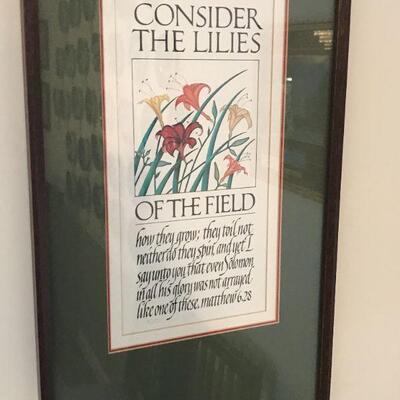 CONSIDER
THE LILIES
OF THE FIELD
how they grow; they toil not,
neither do they spin, and yet I
say unto you that even Solomon,
in all his glory was not arrayed
like one of these. matthew 6:28